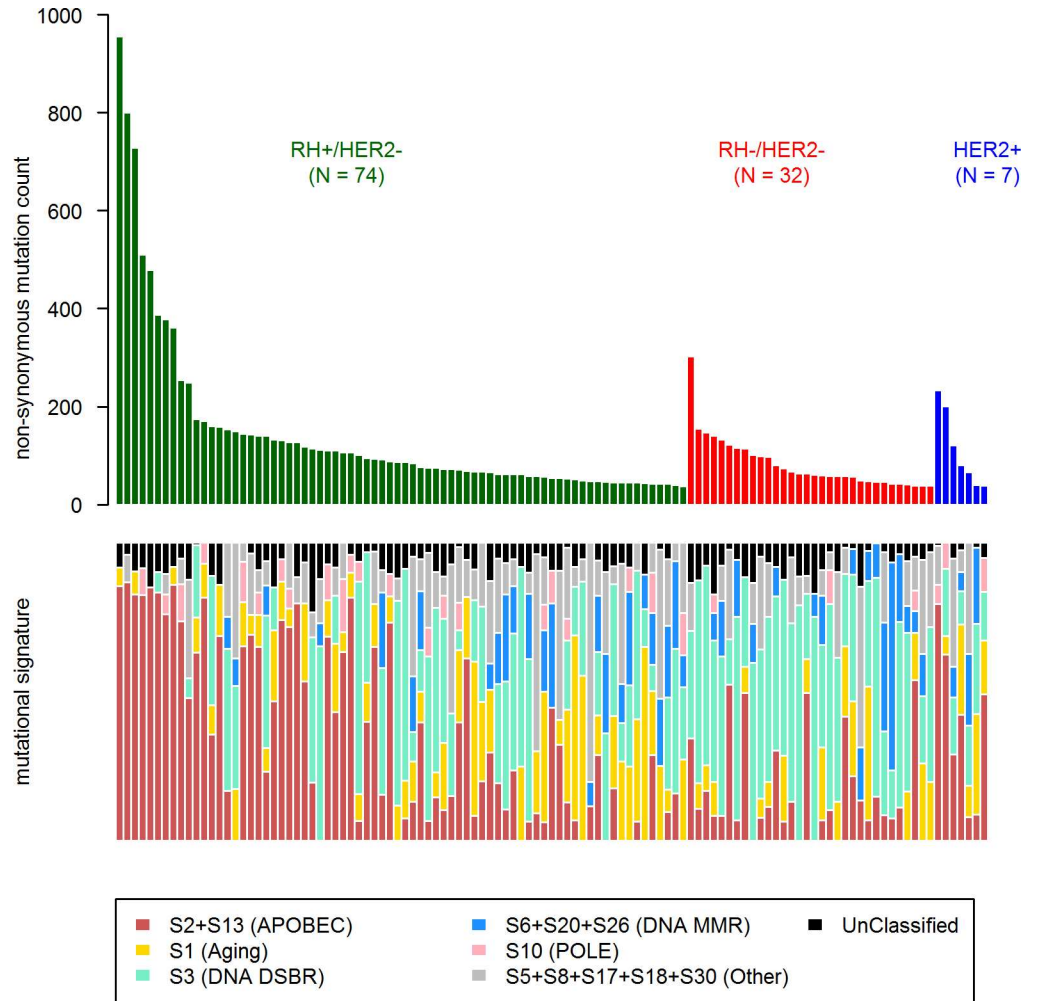 1000
800
600
400
200
0
non-synonymous mutation count
RH+/HER2-
(N = 74)
RH-/HER2-
(N = 32)
HER2+
(N = 7)
mutational signature
S2+S13 (APOBEC)
S1 (Aging)
S3 (DNA DSBR)
S6+S20+S26 (DNA MMR)
S10 (POLE)
S5+S8+S17+S18+S30 (Other)
UnClassified